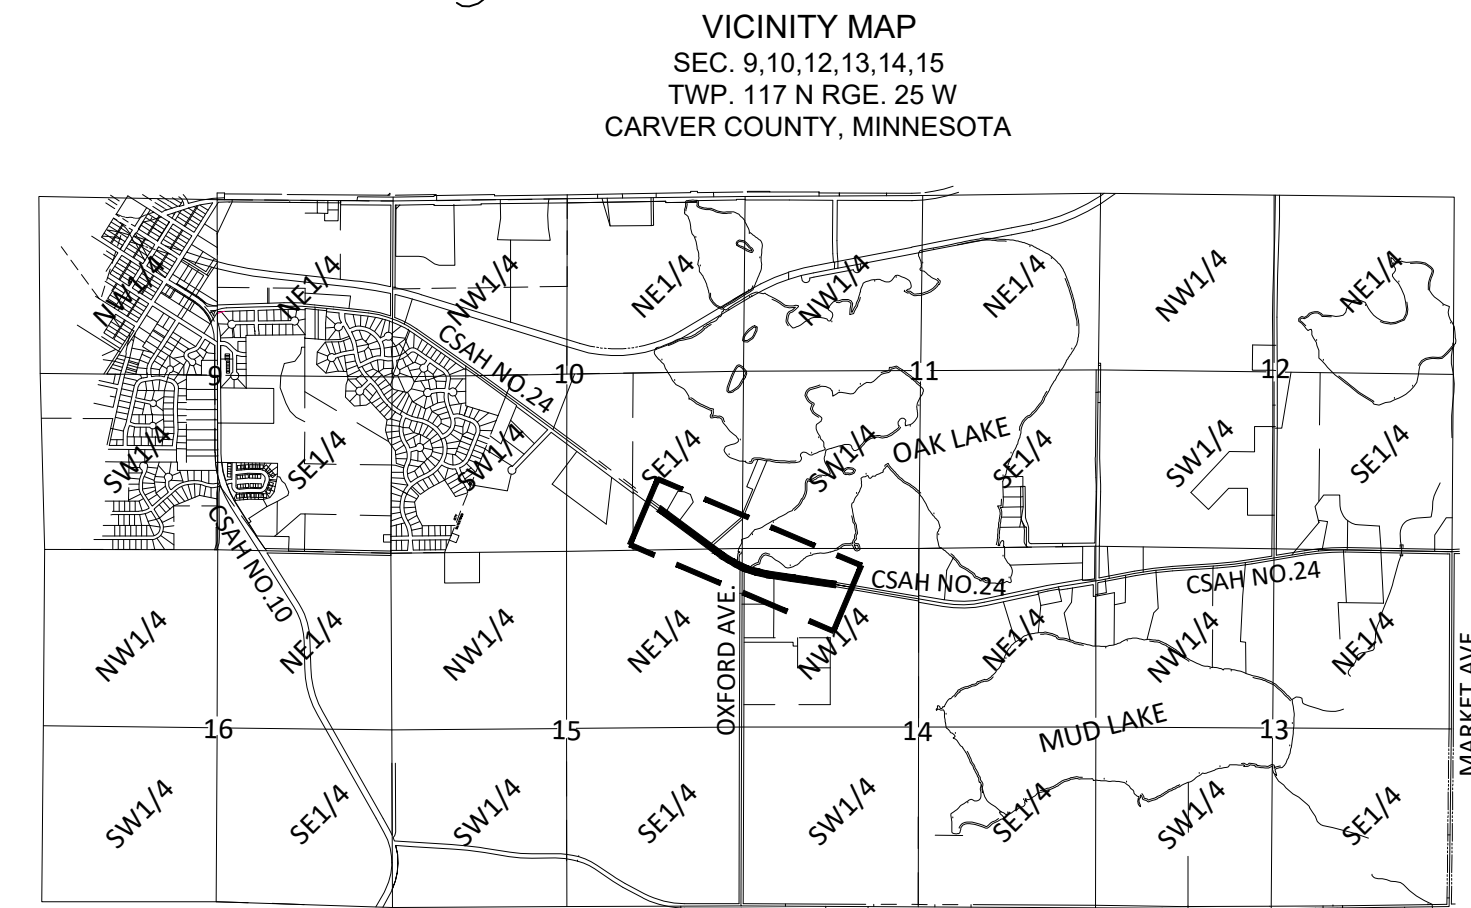 VICINITY MAP
SEC. 9,10,12,13,14,15
TWP. 117 N RGE. 25 W
CARVER COUNTY, MINNESOTA
NW1/4
NE1/4
NW1/4
NE1/4
NW1/4
NE1/4
NW1/4
NE1/4
CSAH NO.24
9
10
11
12
SW1/4
SE1/4
SW1/4
SE1/4
SW1/4
OAK LAKE
SE1/4
SW1/4
SE1/4
CSAH NO.10
CSAH NO.24
CSAH NO.24
NW1/4
NE1/4
NW1/4
NE1/4
OXFORD AVE.
NW1/4
NE1/4
NW1/4
NE1/4
MARKET AVE
16
15
14
MUD LAKE
13
SW1/4
SE1/4
SW1/4
SE1/4
SW1/4
SE1/4
SW1/4
SE1/4